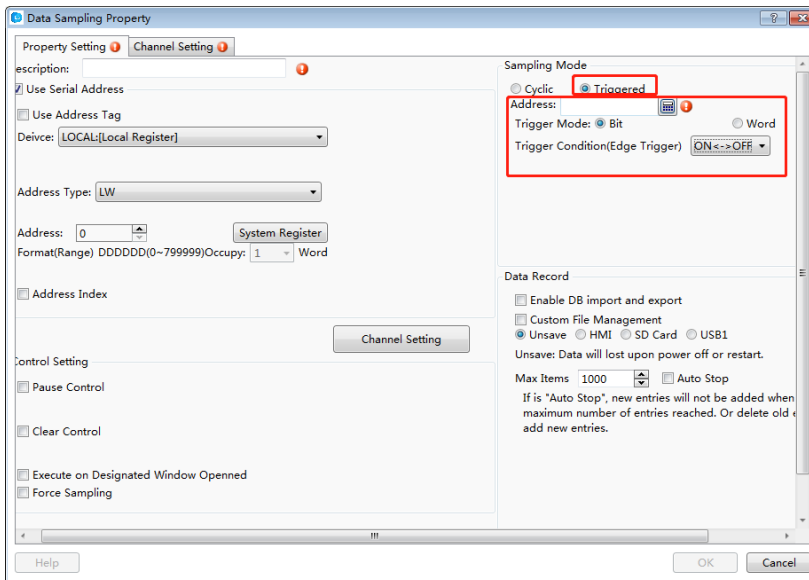 Data Sampling Property
Property Setting Channel Setting
escription:
Use Serial Address
Use Address Tag
Deivce: LOCAL:[Local Register]
Address Type: LW
Address: 0 System Register
Format(Range) DDDDDD(0~799999)Occupy: 1 Word
Address Index
Channel Setting
Control Setting
Pause Control
Clear Control
Execute on Designated Window Openned
Force Sampling
Sampling Mode
Cyclic Triggered
Address:
Trigger Mode: Bit Word
Trigger Condition(Edge Trigger) ON<->OFF
Data Record
Enable DB import and export
Custom File Management
Unsave HMI SD Card USB1
Unsave: Data will lost upon power off or restart.
Max Items 1000 Auto Stop
If is "Auto Stop", new entries will not be added when
maximum number of entries reached. Or delete old e
add new entries.
Help OK Cancel